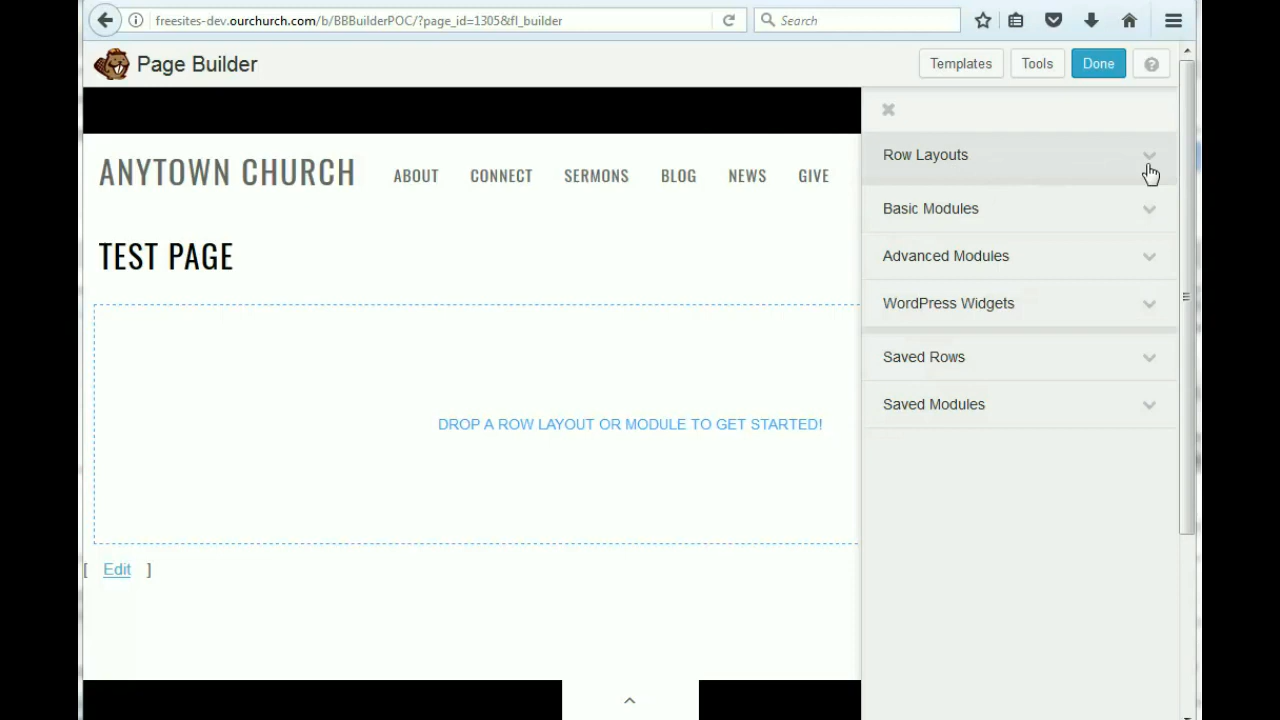 freesites-dev.ourchurch.com/b/BBBuilderPOC/?page_id=1305&fl_builder
Search
Page Builder
Templates
Tools
Done
?
Row Layouts
ANYTOWN CHURCH
ABOUT
CONNECT
SERMONS
BLOG
NEWS
GIVE
Basic Modules
TEST PAGE
Advanced Modules
WordPress Widgets
Saved Rows
Saved Modules
DROP A ROW LAYOUT OR MODULE TO GET STARTED!
[ Edit ]